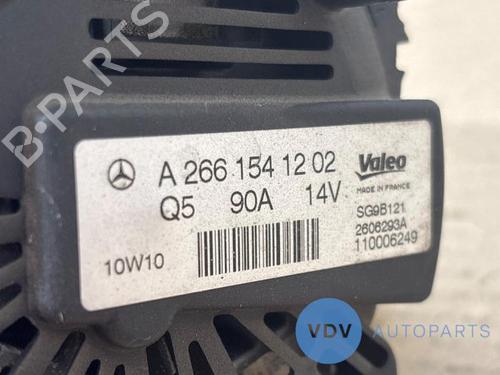 B-PARTS
A 266 154 12 02
Valeo
MADE IN FRANCE
Q5 90A 14V
SG9B121
2606293A
110006249
10W10
VDV AUTOPARTS